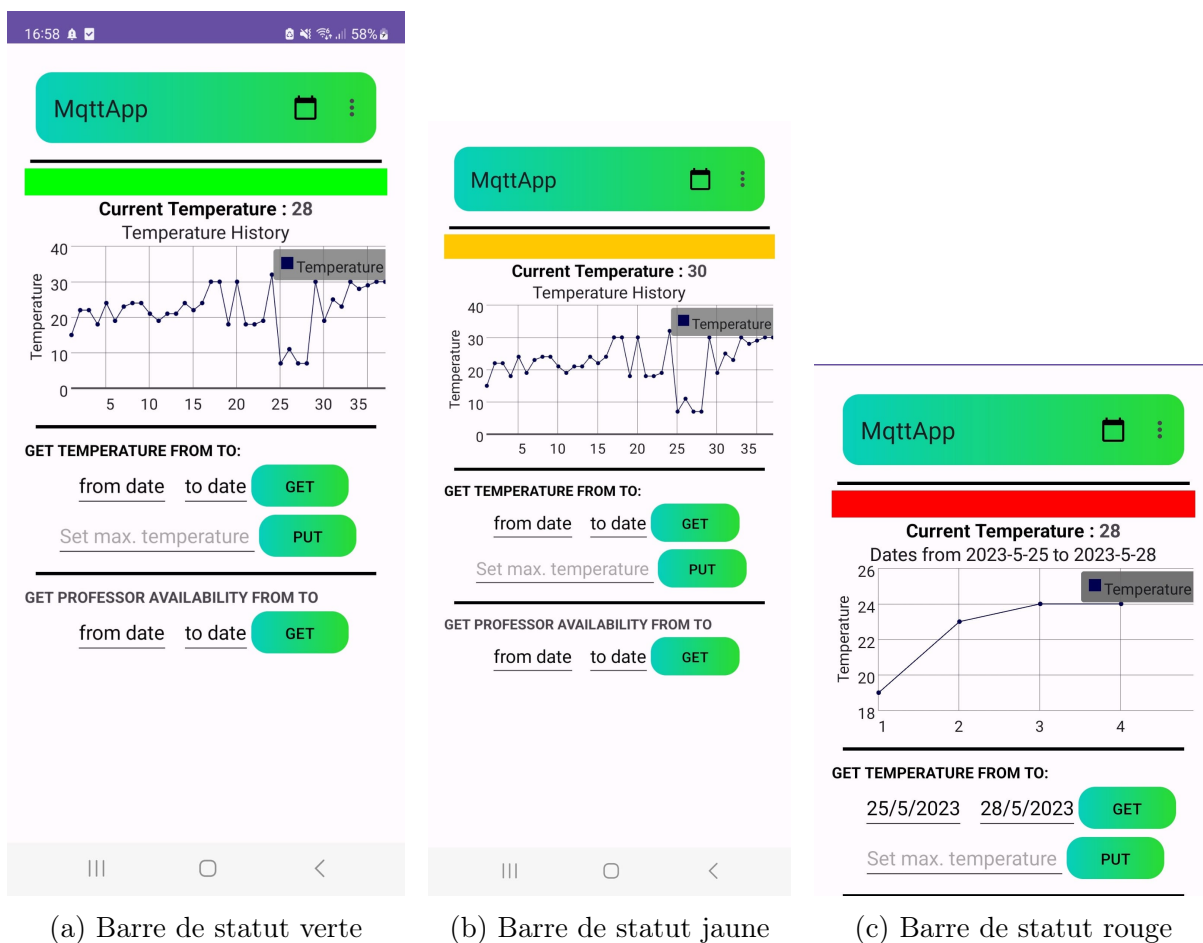 16:58 58%
MqttApp
Current Temperature : 28
Temperature History
40
30
20
10
0
Temperature
Temperature
5 10 15 20 25 30 35
GET TEMPERATURE FROM TO:
from date to date GET
Set max. temperature PUT
GET PROFESSOR AVAILABILITY FROM TO
from date to date GET
(a) Barre de statut verte
MqttApp
Current Temperature : 30
Temperature History
40
30
20
10
0
Temperature
Temperature
5 10 15 20 25 30 35
GET TEMPERATURE FROM TO:
from date to date GET
Set max. temperature PUT
GET PROFESSOR AVAILABILITY FROM TO
from date to date GET
(b) Barre de statut jaune
MqttApp
Current Temperature : 28
Dates from 2023-5-25 to 2023-5-28
26
24
22
20
18
Temperature
Temperature
1 2 3 4
GET TEMPERATURE FROM TO:
25/5/2023 28/5/2023 GET
Set max. temperature PUT
(c) Barre de statut rouge